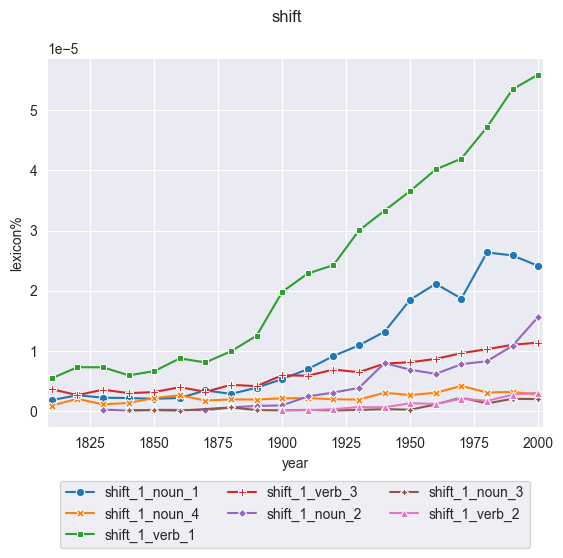 shift
1e−5
5
4
3
2
1
0
lexicon%
1825 1850 1875 1900 1925 1950 1975 2000
year
shift_1_noun_1 shift_1_verb_3 shift_1_noun_3
shift_1_noun_4 shift_1_noun_2 shift_1_verb_2
shift_1_verb_1